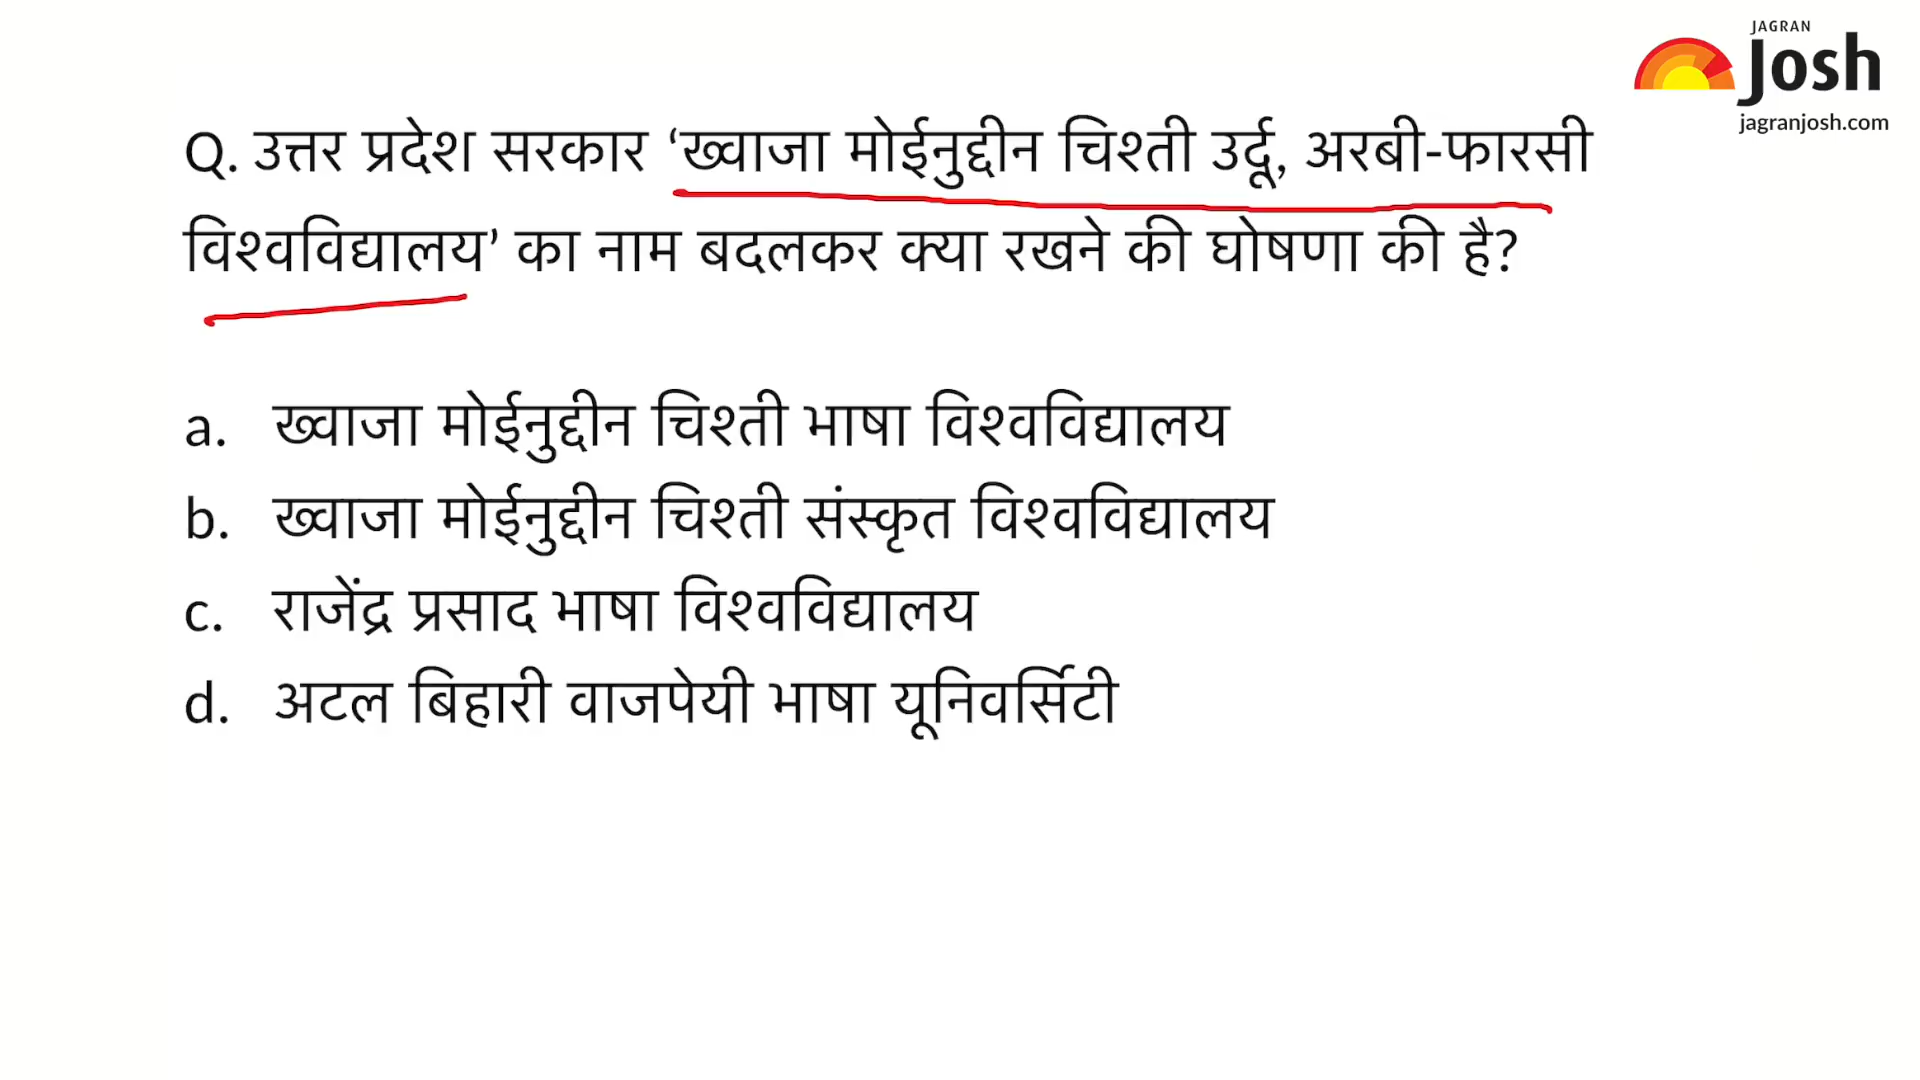 JAGRAN
Josh
jagranjosh.com
Q. उत्तर प्रदेश सरकार ‘ख्वाजा मोईनुद्दीन चिश्ती उर्दू, अरबी-फारसी
विश्वविद्यालय’ का नाम बदलकर क्या रखने की घोषणा की है?
a. ख्वाजा मोईनुद्दीन चिश्ती भाषा विश्वविद्यालय
b. ख्वाजा मोईनुद्दीन चिश्ती संस्कृत विश्वविद्यालय
c. राजेंद्र प्रसाद भाषा विश्वविद्यालय
d. अटल बिहारी वाजपेयी भाषा यूनिवर्सिटी